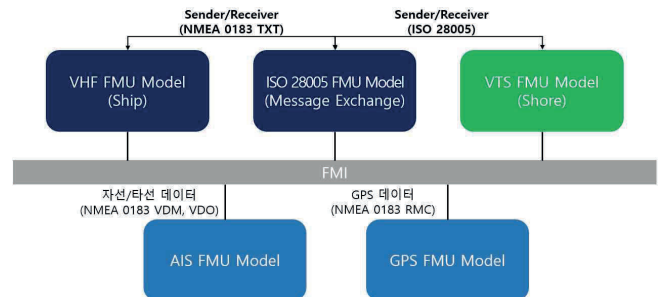 Sender/Receiver
(NMEA 0183 TXT)
Sender/Receiver
(ISO 28005)
VHF FMU Model
(Ship)
ISO 28005 FMU Model
(Message Exchange)
VTS FMU Model
(Shore)
FMI
자선/타선 데이터
(NMEA 0183 VDM, VDO)
GPS 데이터
(NMEA 0183 RMC)
AIS FMU Model
GPS FMU Model